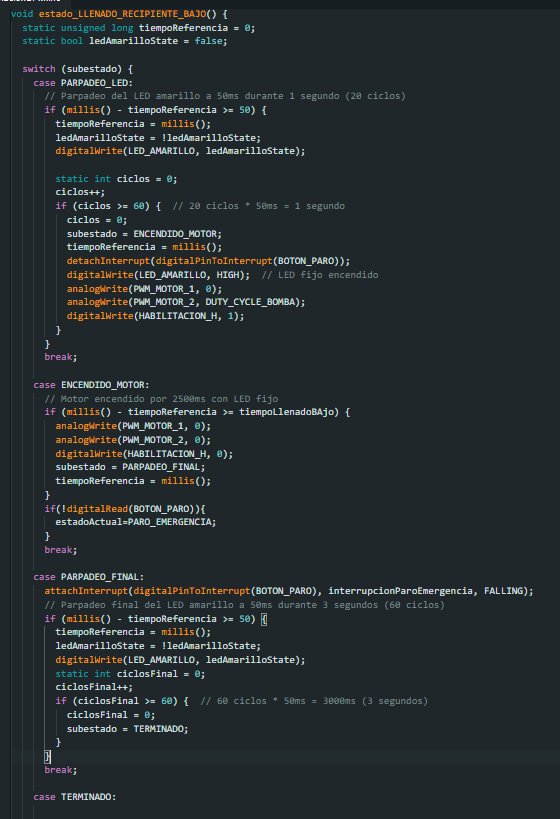 void estado_LLENADO_RECIPIENTE_BAJO() {
static unsigned long tiempoReferencia = 0;
static bool ledAmarilloState = false;
switch (subestado) {
case PARPADEO_LED:
// Parpadeo del LED amarillo a 50ms durante 1 segundo (20 ciclos)
if (millis() - tiempoReferencia >= 50) {
tiempoReferencia = millis();
ledAmarilloState = !ledAmarilloState;
digitalWrite(LED_AMARILLO, ledAmarilloState);
static int ciclos = 0;
ciclos++;
if (ciclos >= 60) {  // 20 ciclos * 50ms = 1 segundo
ciclos = 0;
subestado = ENCENDIDO_MOTOR;
tiempoReferencia = millis();
detachInterrupt(digitalPinToInterrupt(BOTON_PARO));
digitalWrite(LED_AMARILLO, HIGH);  // LED fijo encendido
analogWrite(PWM_MOTOR_1, 0);
analogWrite(PWM_MOTOR_2, DUTY_CYCLE_BOMBA);
digitalWrite(HABILITACION_H, 1);
}
}
break;
case ENCENDIDO_MOTOR:
// Motor encendido por 2500ms con LED fijo
if (millis() - tiempoReferencia >= tiempoLlenadoBAjo) {
analogWrite(PWM_MOTOR_1, 0);
analogWrite(PWM_MOTOR_2, 0);
digitalWrite(HABILITACION_H, 0);
subestado = PARPADEO_FINAL;
tiempoReferencia = millis();
}
if(!digitalRead(BOTON_PARO)){
estadoActual=PARO_EMERGENCIA;
}
break;
case PARPADEO_FINAL:
attachInterrupt(digitalPinToInterrupt(BOTON_PARO), interrupcionParoEmergencia, FALLING);
// Parpadeo final del LED amarillo a 50ms durante 3 segundos (60 ciclos)
if (millis() - tiempoReferencia >= 50) {
tiempoReferencia = millis();
ledAmarilloState = !ledAmarilloState;
digitalWrite(LED_AMARILLO, ledAmarilloState);
static int ciclosFinal = 0;
ciclosFinal++;
if (ciclosFinal >= 60) {  // 60 ciclos * 50ms = 3000ms (3 segundos)
ciclosFinal = 0;
subestado = TERMINADO;
}
}
break;
case TERMINADO: